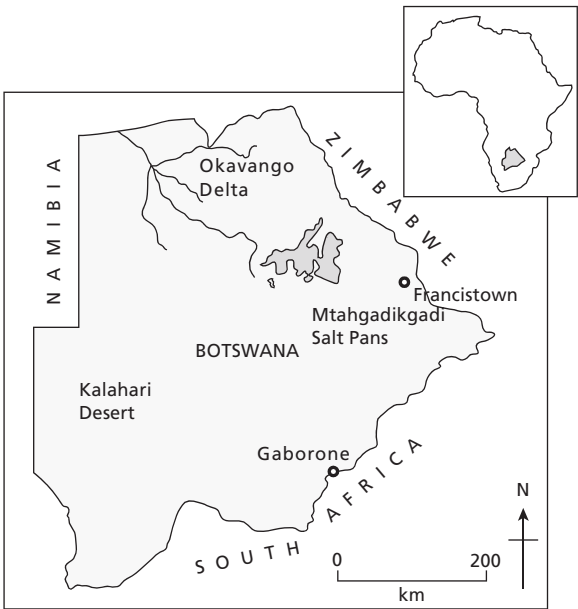 ZIMBABWE
NAMIBIA
Okavango
Delta
Francistown
Mtahgadikgadi
Salt Pans
BOTSWANA
Kalahari
Desert
Gaborone
SOUTH AFRICA
N
0 200
km